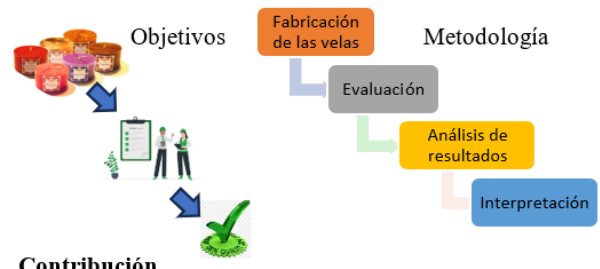 Objetivos
Fabricación
de las velas
Metodología
Evaluación
Análisis de
resultados
Interpretación
Contribución